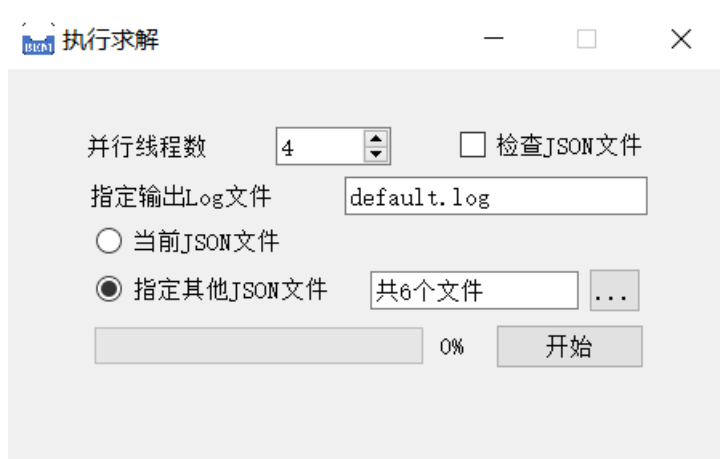 BEM 执行求解
并行线程数 4 检查JSON文件
指定输出Log文件 default.log
当前JSON文件
指定其他JSON文件 共6个文件 ...
0% 开始